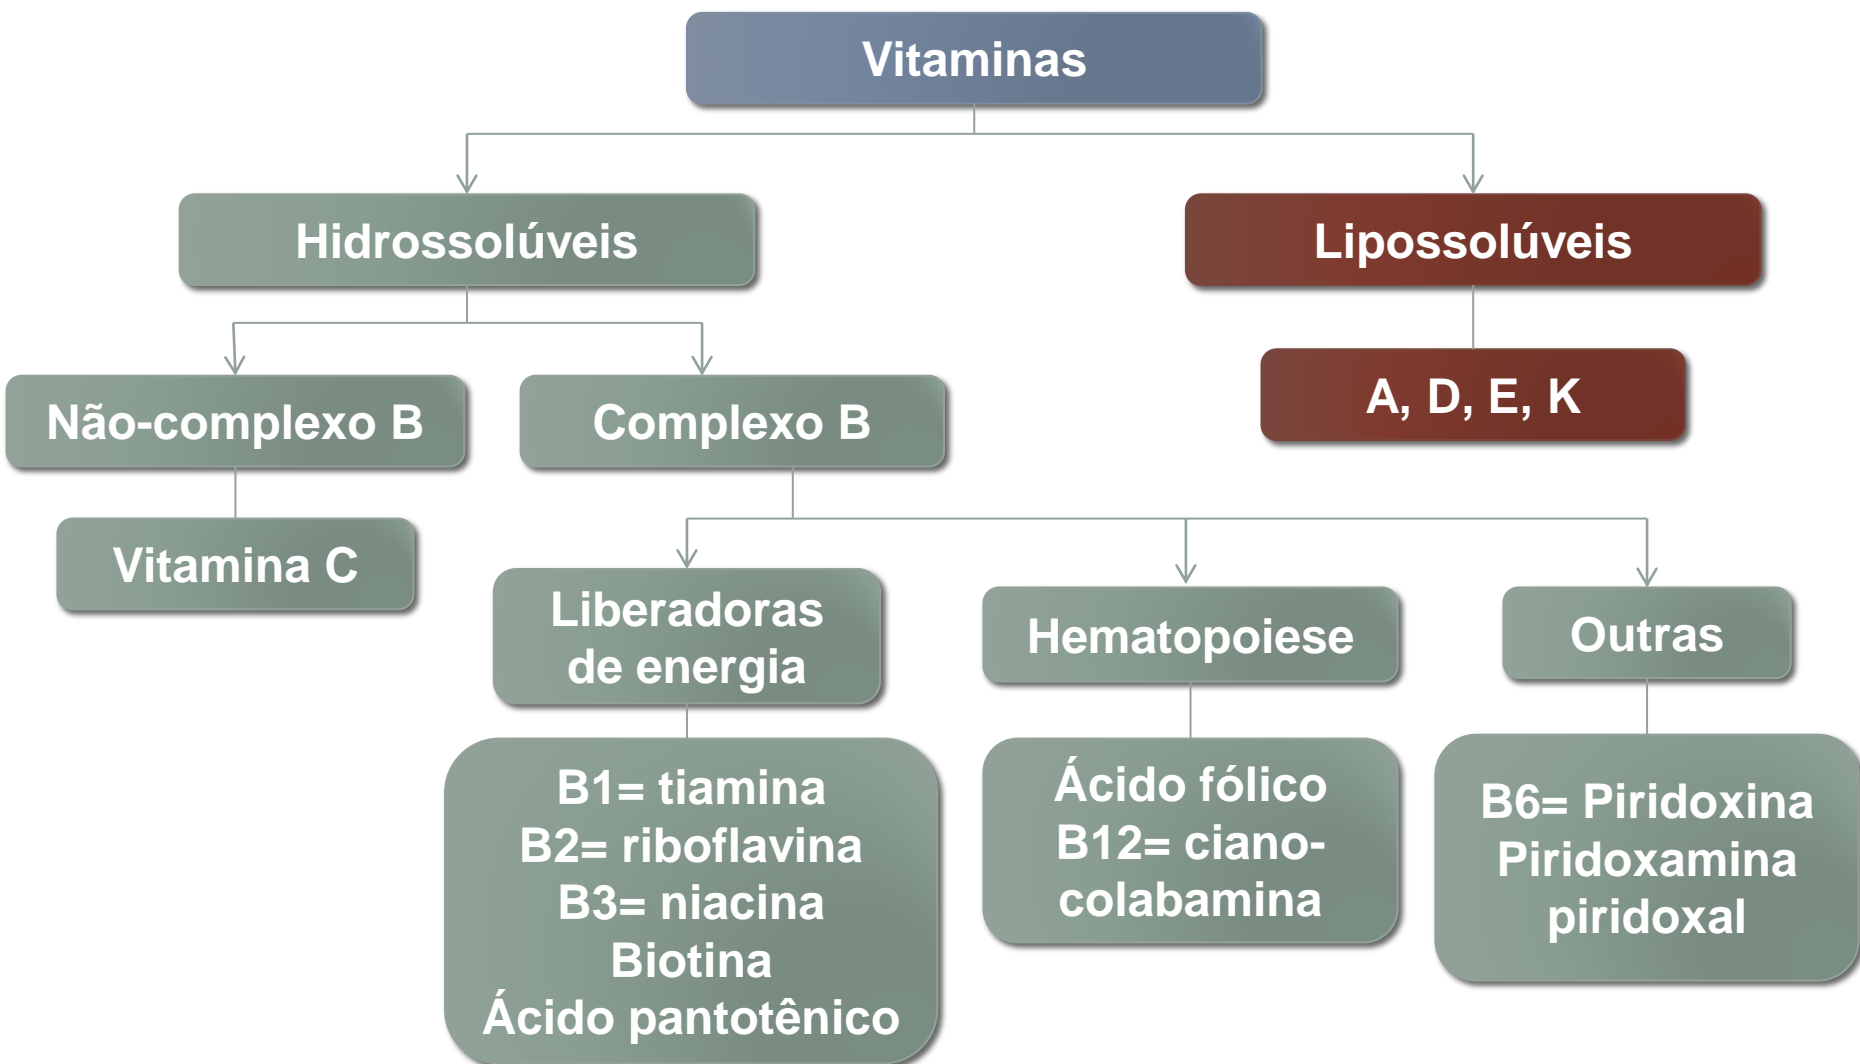 Vitaminas
Hidrossolúveis
Lipossolúveis
Não-complexo B
Complexo B
A, D, E, K
Vitamina C
Liberadoras
de energia
Hematopoiese
Outras
B1= tiamina
B2= riboflavina
B3= niacina
Biotina
Ácido pantotênico
Ácido fólico
B12= ciano-
colabamina
B6= Piridoxina
Piridoxamina
piridoxal